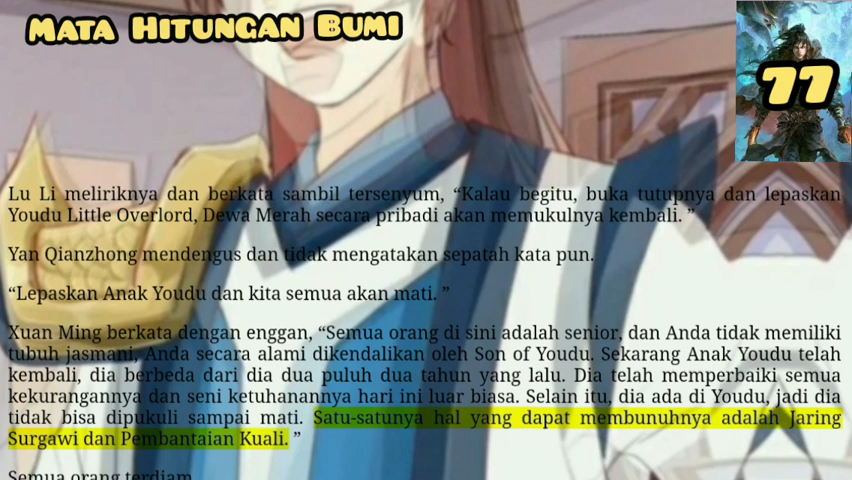 Mata Hitungan Bumi
77
Lu Li meliriknya dan berkata sambil tersenyum, “Kalau begitu, buka tutupnya dan lepaskan
Youdu Little Overlord, Dewa Merah secara pribadi akan memukulnya kembali. ”
Yan Qianzhong mendengus dan tidak mengatakan sepatah kata pun.
“Lepaskan Anak Youdu dan kita semua akan mati. ”
Xuan Ming berkata dengan enggan, “Semua orang di sini adalah senior, dan Anda tidak memiliki
tubuh jasmani, Anda secara alami dikendalikan oleh Son of Youdu. Sekarang Anak Youdu telah
kembali, dia berbeda dari dia dua puluh dua tahun yang lalu. Dia telah memperbaiki semua
kekurangannya dan seni ketuhanannya hari ini luar biasa. Selain itu, dia ada di Youdu, jadi dia
tidak bisa dipukuli sampai mati. Satu-satunya hal yang dapat membunuhnya adalah Jaring
Surgawi dan Pembantaian Kuali. ”
Semua orang terdiam